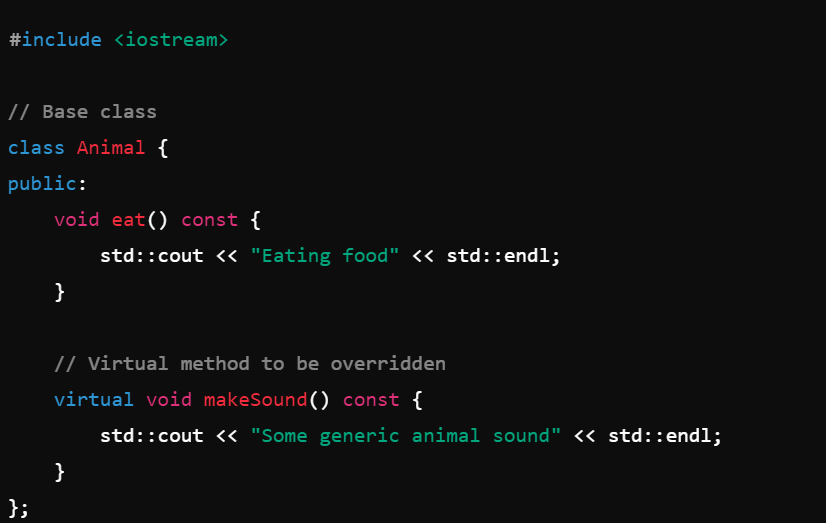 #include <iostream>
// Base class
class Animal {
public:
    void eat() const {
        std::cout << "Eating food" << std::endl;
    }
    // Virtual method to be overridden
    virtual void makeSound() const {
        std::cout << "Some generic animal sound" << std::endl;
    }
};